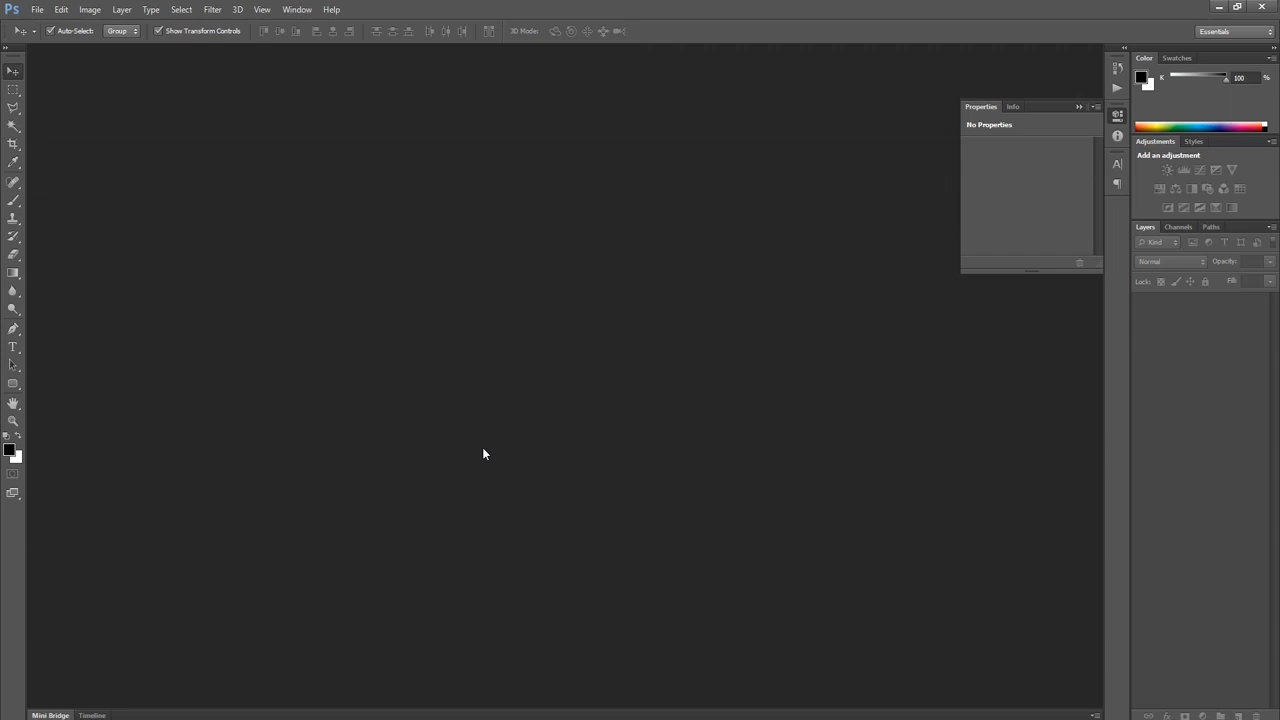 Ps File Edit Image Layer Type Select Filter 3D View Window Help
Auto-Select: Group Show Transform Controls 3D Mode: Essentials
Color Swatches
K 100 %
Properties Info
No Properties
Adjustments Styles
Add an adjustment
Layers Channels Paths
Kind
Normal Opacity:
Lock: Fill:
Mini Bridge Timeline